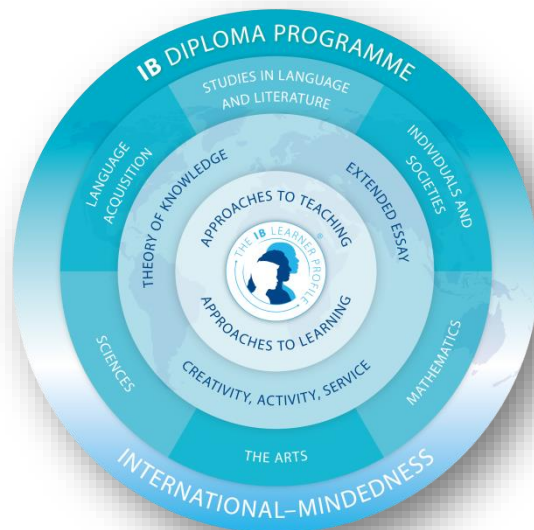 IB DIPLOMA PROGRAMME
STUDIES IN LANGUAGE
AND LITERATURE
LANGUAGE
ACQUISITION
INDIVIDUALS AND
SOCIETIES
THEORY OF KNOWLEDGE
EXTENDED ESSAY
APPROACHES TO TEACHING
THE IB LEARNER PROFILE
®
APPROACHES TO LEARNING
CREATIVITY, ACTIVITY, SERVICE
SCIENCES
MATHEMATICS
THE ARTS
INTERNATIONAL–MINDEDNESS